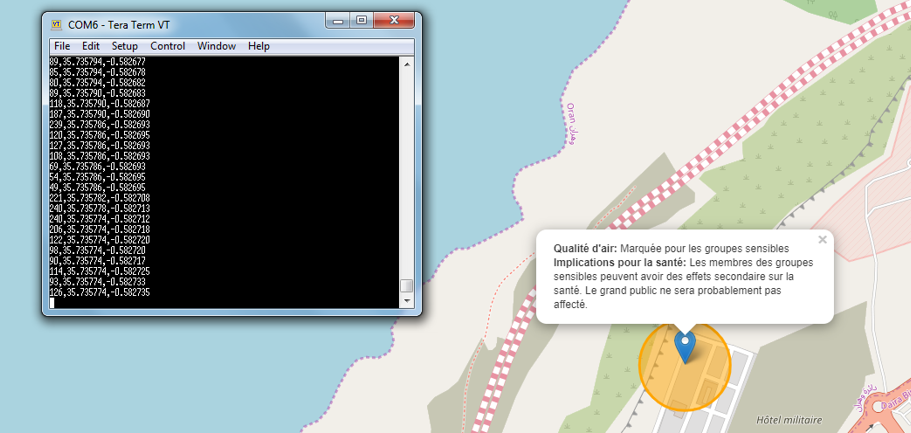 COM6 - Tera Term VT
File Edit Setup Control Window Help
89,35.735794,-0.582677
85,35.735794,-0.582678
80,35.735794,-0.582682
89,35.735790,-0.582683
118,35.735790,-0.582687
187,35.735790,-0.582690
239,35.735786,-0.582693
120,35.735786,-0.582695
127,35.735786,-0.582693
108,35.735786,-0.582693
69,35.735786,-0.582693
54,35.735786,-0.582695
49,35.735786,-0.582695
221,35.735782,-0.582708
240,35.735778,-0.582713
240,35.735774,-0.582712
206,35.735774,-0.582718
122,35.735774,-0.582720
98,35.735774,-0.582720
90,35.735774,-0.582717
114,35.735774,-0.582725
93,35.735774,-0.582733
126,35.735774,-0.582735
Oran وهران
Qualité d'air: Marquée pour les groupes sensibles
Implications pour la santé: Les membres des groupes
sensibles peuvent avoir des effets secondaire sur la
santé. Le grand public ne sera probablement pas
affecté.
Hôtel militaire
دائرة وهران